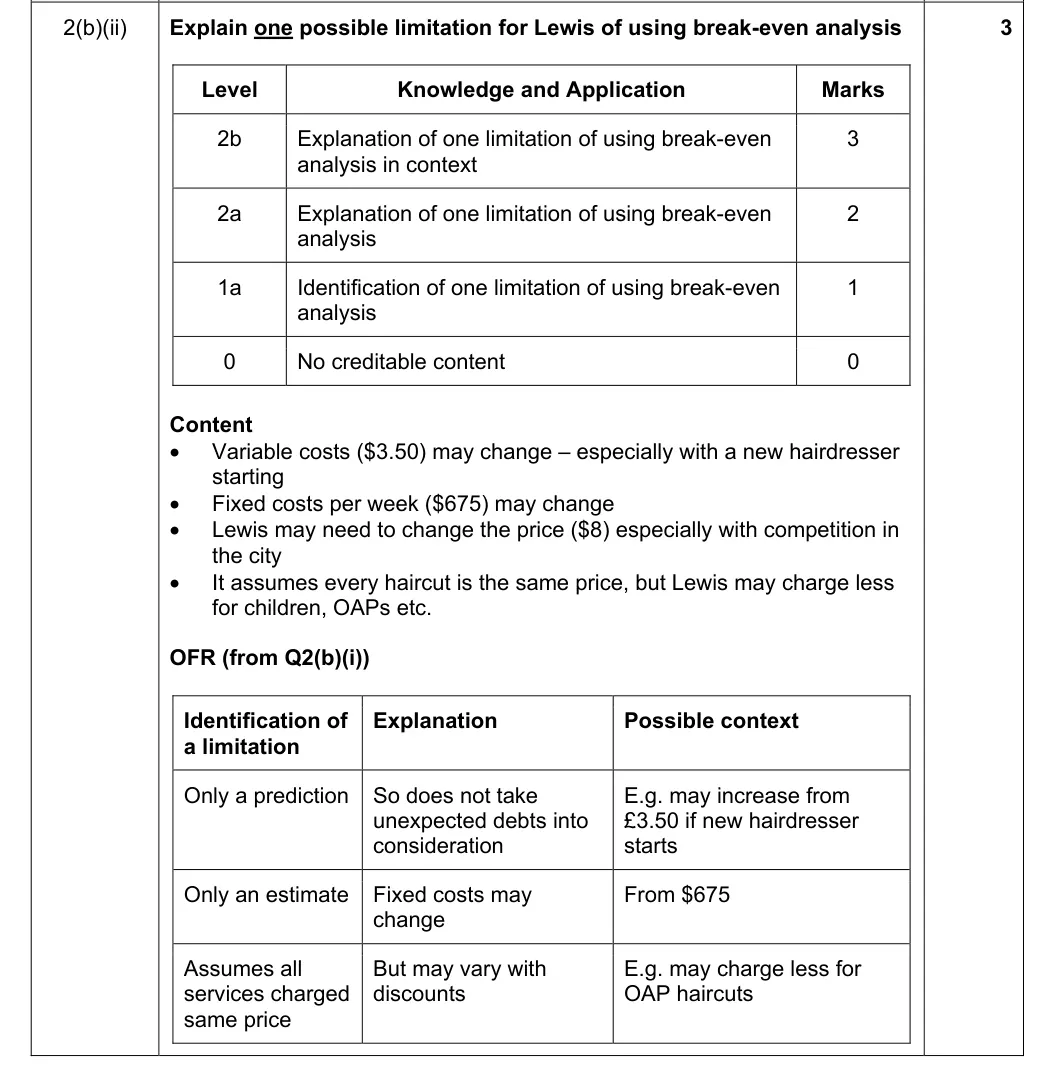 2(b)(ii)
Explain one possible limitation for Lewis of using break-even analysis
3
Level
Knowledge and Application
Marks
2b
Explanation of one limitation of using break-even
analysis in context
3
2a
Explanation of one limitation of using break-even
analysis
2
1a
Identification of one limitation of using break-even
analysis
1
0
No creditable content
0
Content
• Variable costs ($3.50) may change – especially with a new hairdresser
starting
• Fixed costs per week ($675) may change
• Lewis may need to change the price ($8) especially with competition in
the city
• It assumes every haircut is the same price, but Lewis may charge less
for children, OAPs etc.
OFR (from Q2(b)(i))
Identification of
a limitation
Explanation
Possible context
Only a prediction
So does not take
unexpected debts into
consideration
E.g. may increase from
£3.50 if new hairdresser
starts
Only an estimate
Fixed costs may
change
From $675
Assumes all
services charged
same price
But may vary with
discounts
E.g. may charge less for
OAP haircuts